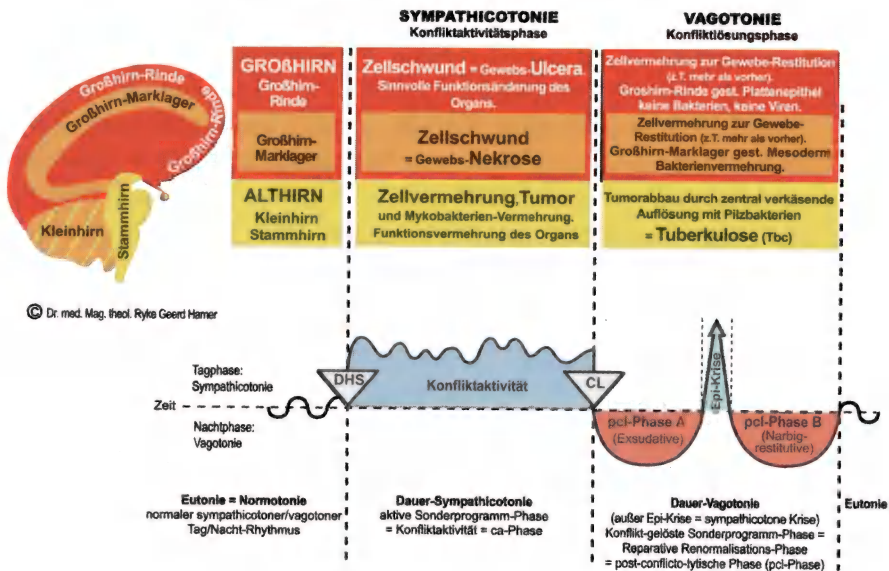 SYMPATHICOTONIE
Konfliktaktivitätsphase
VAGOTONIE
Konfliktlösungsphase
Großhirn-Rinde
Großhirn-Marklager
Großhirn-Rinde
Kleinhirn
Stammhirn
GROßHIRN
Großhirn-
Rinde
Zellschwund = Gewebs-Ulcera.
Sinnvolle Funktionsänderung des
Organs.
Zellvermehrung zur Gewebe-Restitution
(z.T. mehr als vorher).
Groshirn-Rinde gest. Plattenepithel
keine Bakterien, keine Viren.
Großhirn-
Marklager
Zellschwund
= Gewebs-Nekrose
Zellvermehrung zur Gewebe-
Restitution (z.T. mehr als vorher).
Großhirn-Marklager gest. Mesoderm
Bakterienvermehrung.
ALTHIRN
Kleinhirn
Stammhirn
Zellvermehrung,Tumor
und Mykobakterien-Vermehrung.
Funktionsvermehrung des Organs
Tumorabbau durch zentral verkäsende
Auflösung mit Pilzbakterien
= Tuberkulose (Tbc)
© Dr. med. Mag. theol. Ryke Geerd Hamer
Tagphase:
Sympathicotonie
Zeit
Nachtphase:
Vagotonie
DHS
Konfliktaktivität
CL
Epi-Krise
pcl-Phase A
(Exsudative)
pcl-Phase B
(Narbig-
restitutive)
Eutonie = Normotonie
normaler sympathicotoner/vagotoner
Tag/Nacht-Rhythmus
Dauer-Sympathicotonie
aktive Sonderprogramm-Phase
= Konfliktaktivität = ca-Phase
Dauer-Vagotonie
(außer Epi-Krise = sympathicotone Krise)
Konflikt-gelöste Sonderprogramm-Phase =
Reparative Renormalisations-Phase
= post-conflicto-lytische Phase (pcl-Phase)
Eutonie